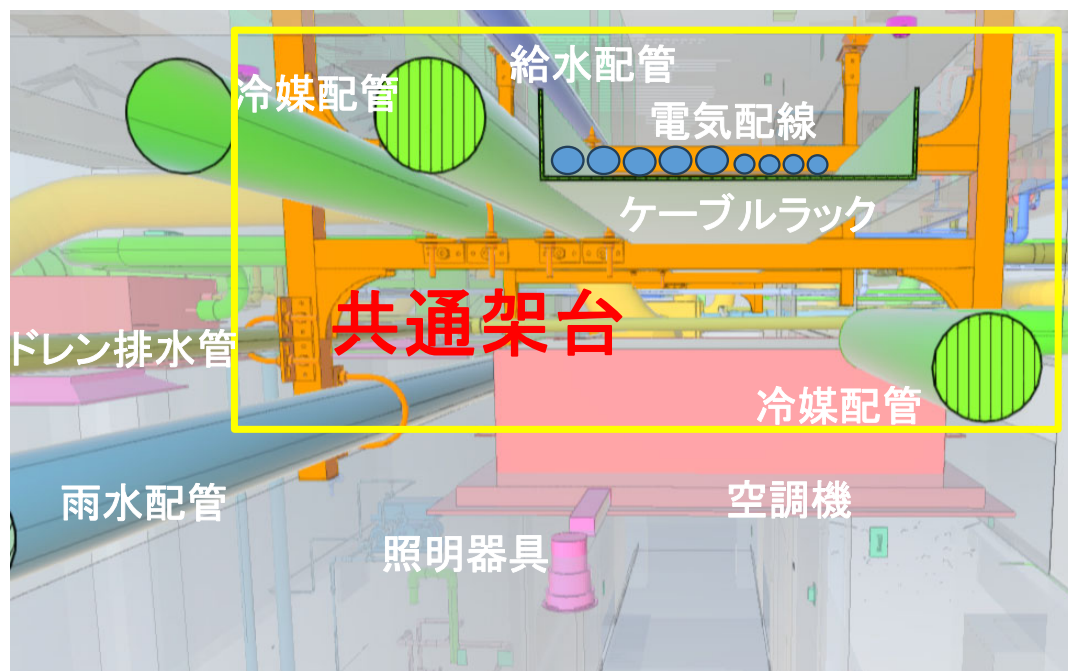 給水配管
冷媒配管
電気配線
ケーブルラック
共通架台
ドレン排水管
冷媒配管
雨水配管
空調機
照明器具